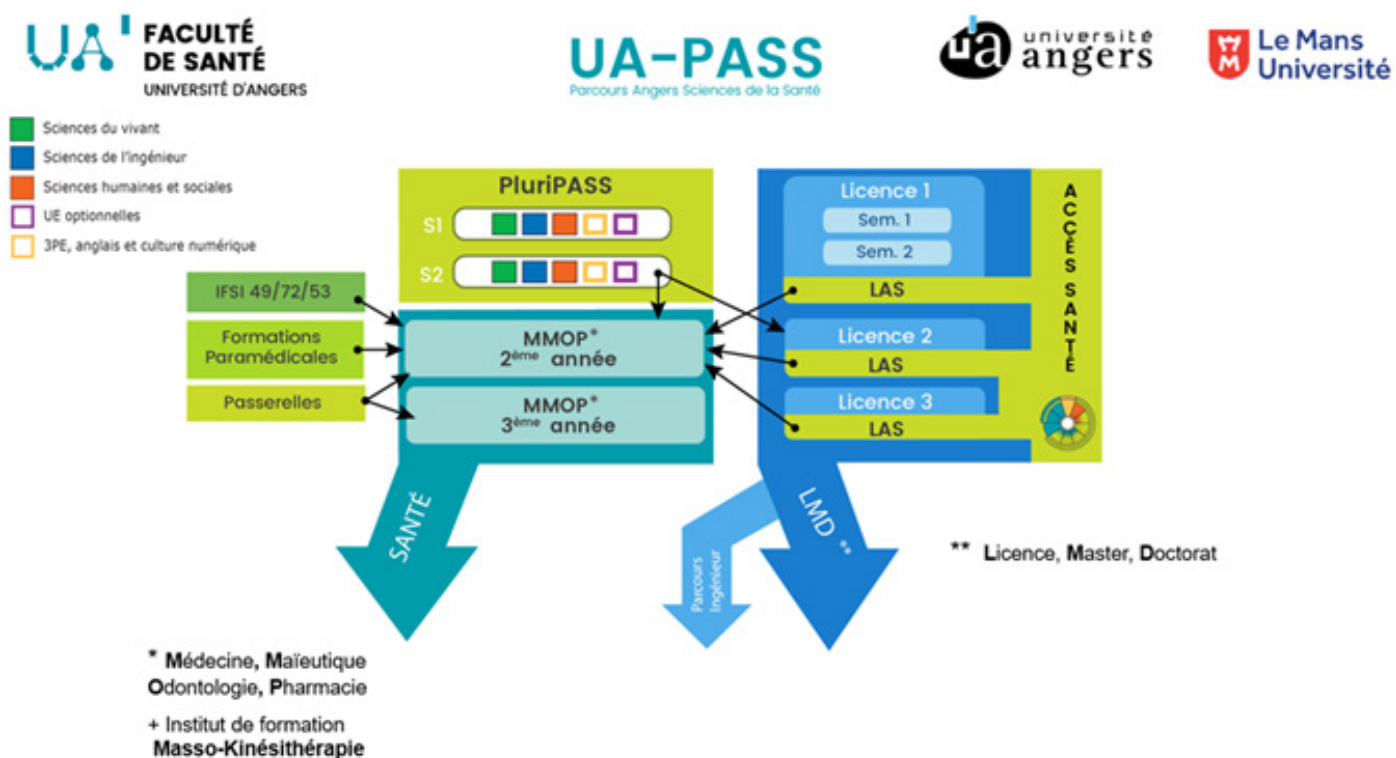 UA'
FACULTÉ
DE SANTÉ
UNIVERSITÉ D'ANGERS
UA-PASS
Parcours Angers Sciences de la Santé
ua
université
angers
Le Mans
Université
Sciences du vivant
Sciences de l'ingénieur
Sciences humaines et sociales
UE optionnelles
3PE, anglais et culture numérique
PluriPASS
S1
S2
IFSI 49/72/53
Formations
Paramédicales
Passerelles
MMOP*
2ème année
MMOP*
3ème année
Licence 1
Sem. 1
Sem. 2
LAS
Licence 2
LAS
Licence 3
LAS
ACCÈS SANTÉ
SANTÉ
Parcours
Ingénieur
LMD **
** Licence, Master, Doctorat
* Médecine, Maïeutique
Odontologie, Pharmacie
+ Institut de formation
Masso-Kinésithérapie